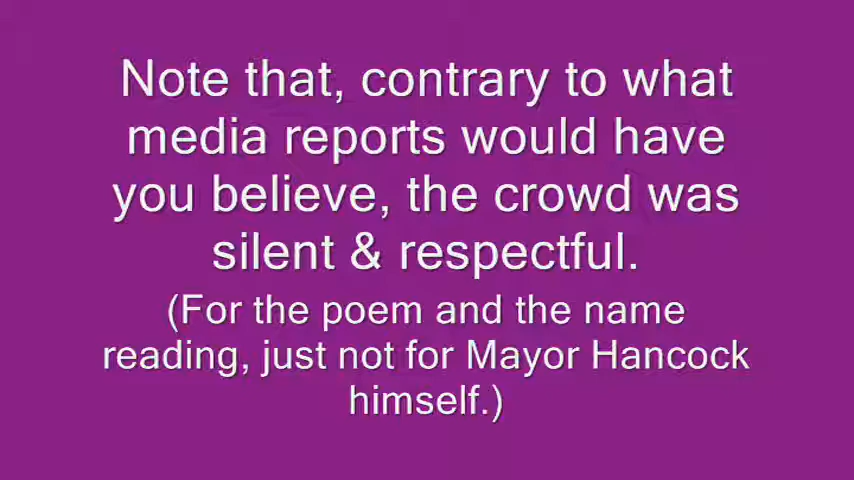 Note that, contrary to what
media reports would have
you believe, the crowd was
silent & respectful.
(For the poem and the name
reading, just not for Mayor Hancock
himself.)